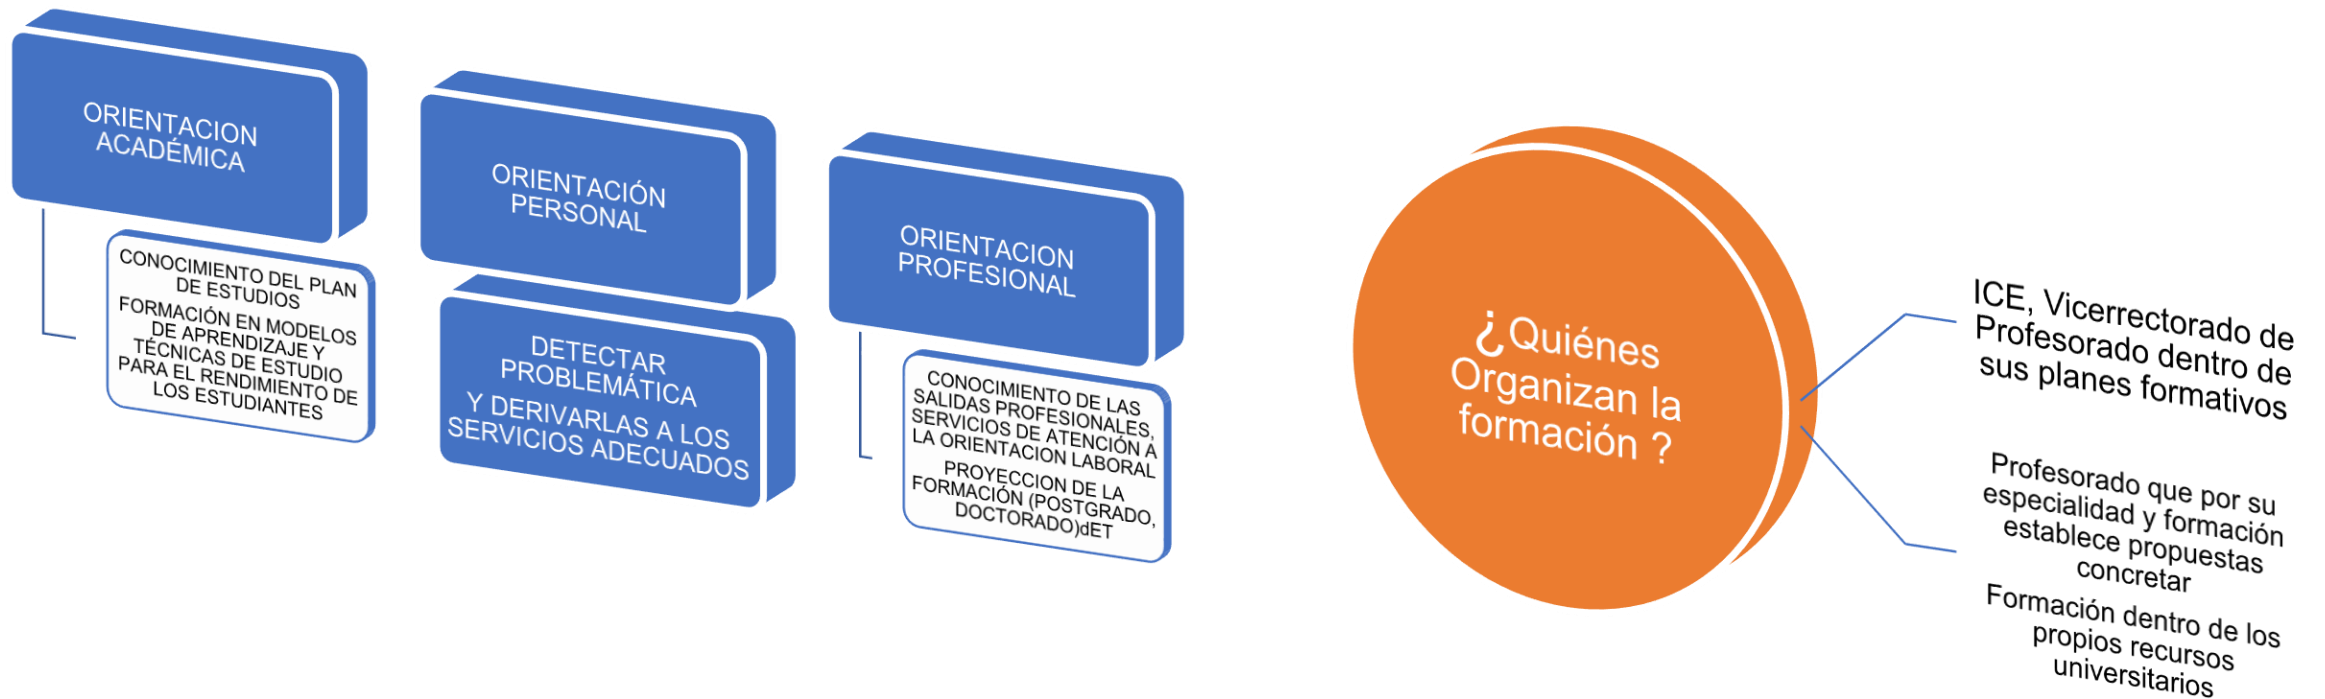 ORIENTACION
ACADÉMICA
CONOCIMIENTO DEL PLAN
DE ESTUDIOS
FORMACIÓN EN MODELOS
DE APRENDIZAJE Y
TÉCNICAS DE ESTUDIO
PARA EL RENDIMIENTO DE
LOS ESTUDIANTES
ORIENTACIÓN
PERSONAL
DETECTAR
PROBLEMÁTICA
Y DERIVARLAS A LOS
SERVICIOS ADECUADOS
ORIENTACION
PROFESIONAL
CONOCIMIENTO DE LAS
SALIDAS PROFESIONALES,
SERVICIOS DE ATENCIÓN A
LA ORIENTACION LABORAL
PROYECCION DE LA
FORMACIÓN (POSTGRADO,
DOCTORADO)dET
¿Quiénes
Organizan la
formación ?
ICE, Vicerrectorado de
Profesorado dentro de
sus planes formativos
Profesorado que por su
especialidad y formación
establece propuestas
concretar
Formación dentro de los
propios recursos
universitarios